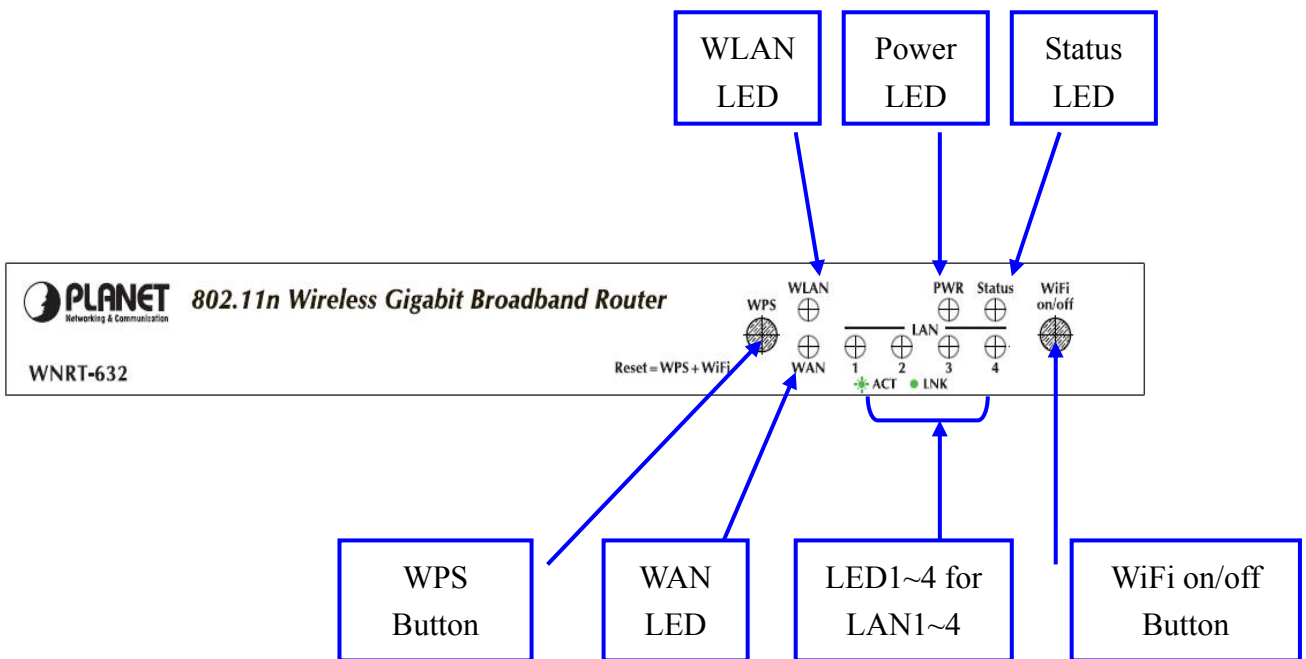 WLAN
LED
Power
LED
Status
LED
PLANET
Networking & Communication
802.11n Wireless Gigabit Broadband Router
WNRT-632
Reset = WPS + WiFi
WPS
WLAN
WAN
PWR Status
LAN
1 2 3 4
ACT LNK
WiFi
on/off
WPS
Button
WAN
LED
LED1~4 for
LAN1~4
WiFi on/off
Button